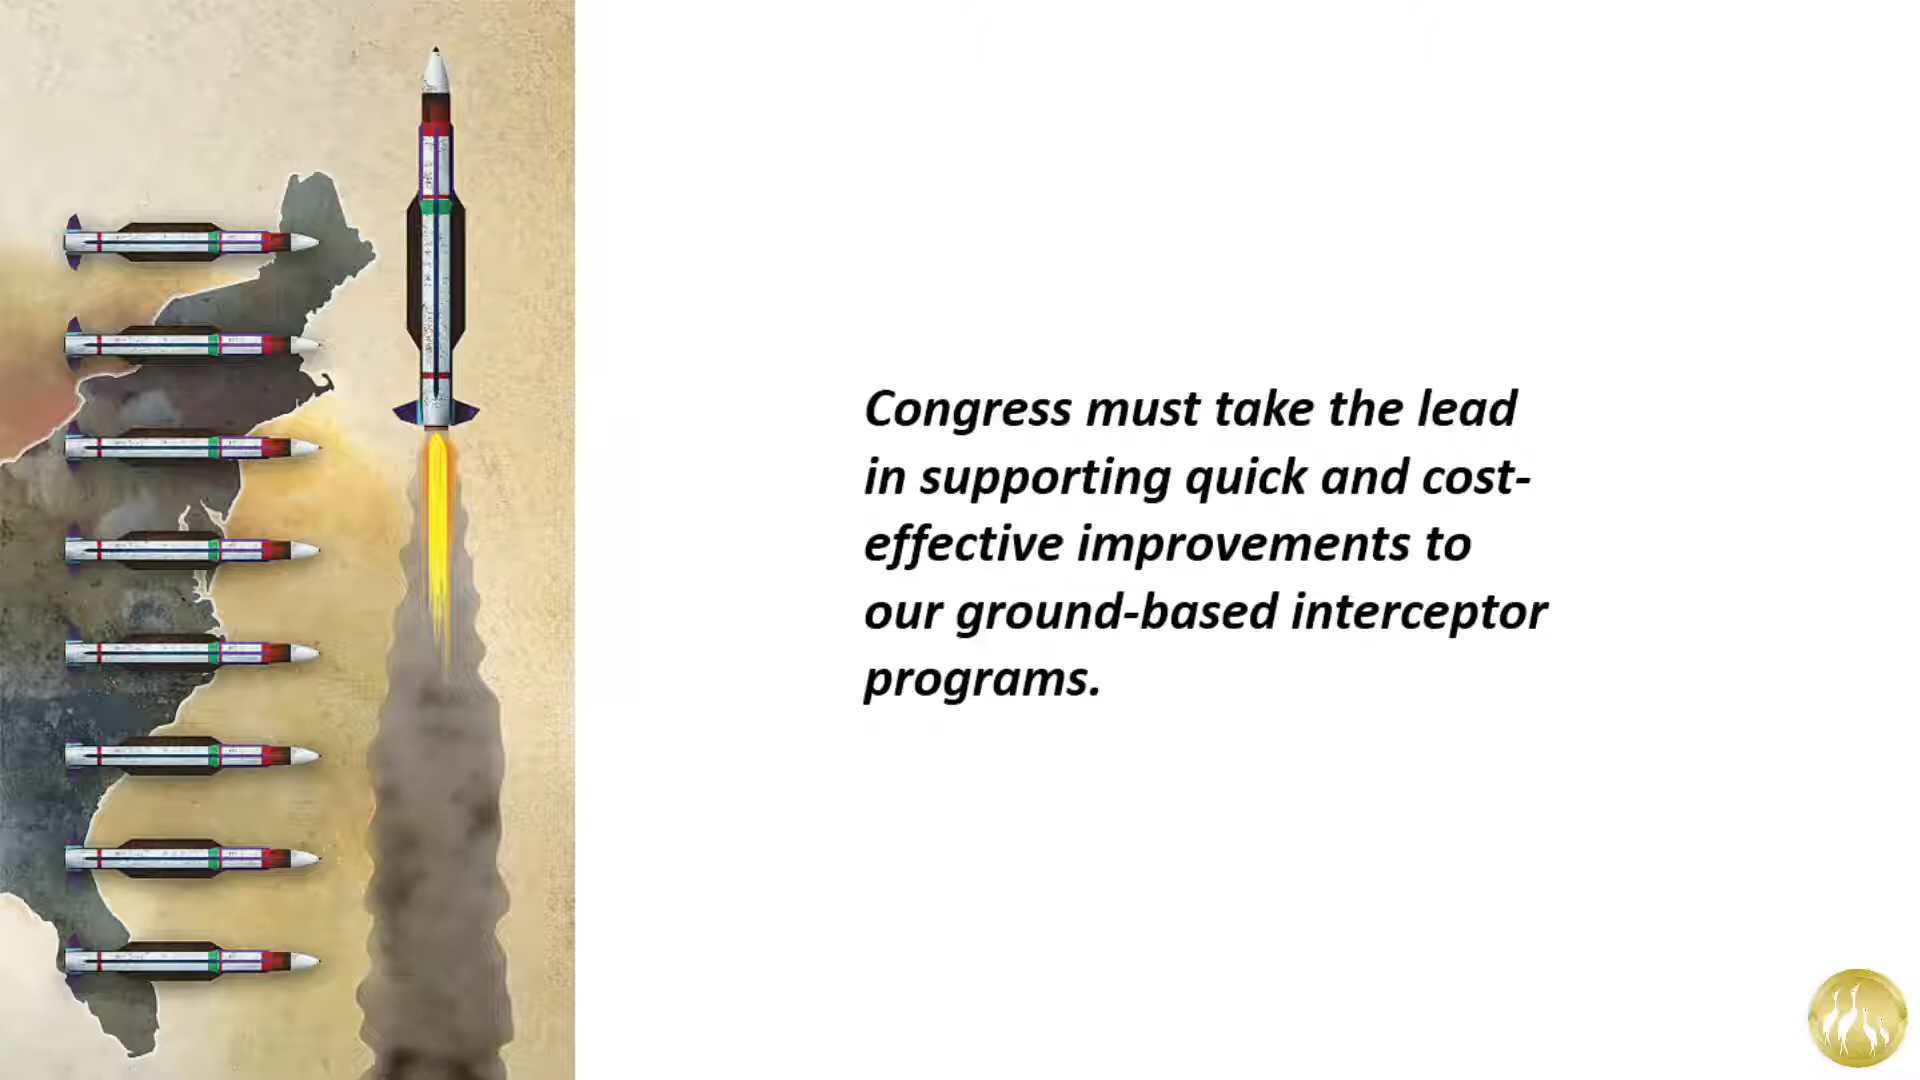 Congress must take the lead
in supporting quick and cost-
effective improvements to
our ground-based interceptor
programs.